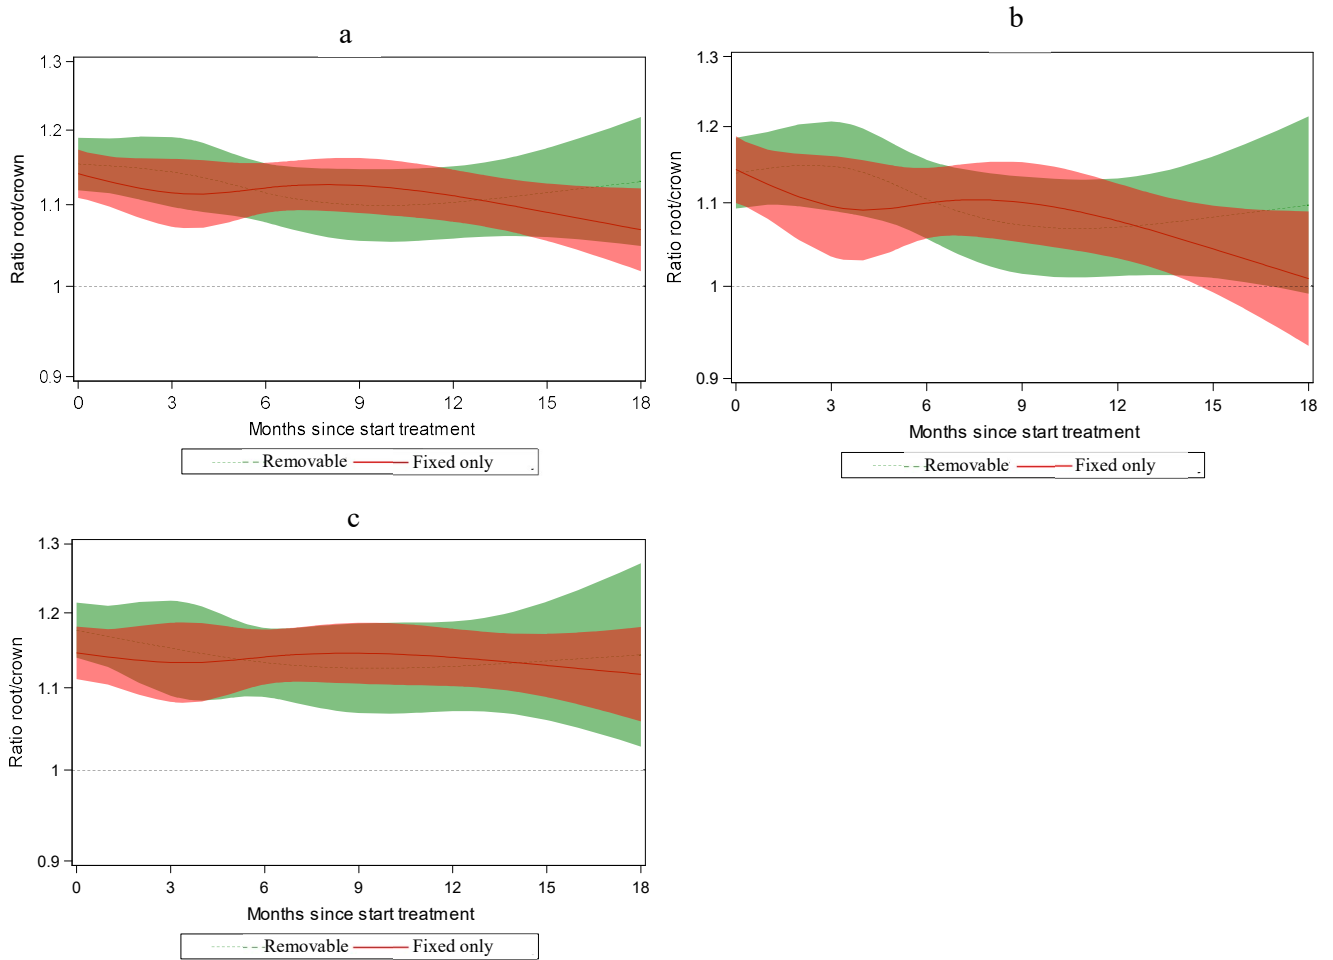 a
1.3
1.2
1.1
1
0.9
Ratio root/crown
0 3 6 9 12 15 18
Months since start treatment
Removable Fixed only
b
1.3
1.2
1.1
1
0.9
Ratio root/crown
0 3 6 9 12 15 18
Months since start treatment
Removable Fixed only
c
1.3
1.2
1.1
1
0.9
Ratio root/crown
0 3 6 9 12 15 18
Months since start treatment
Removable Fixed only